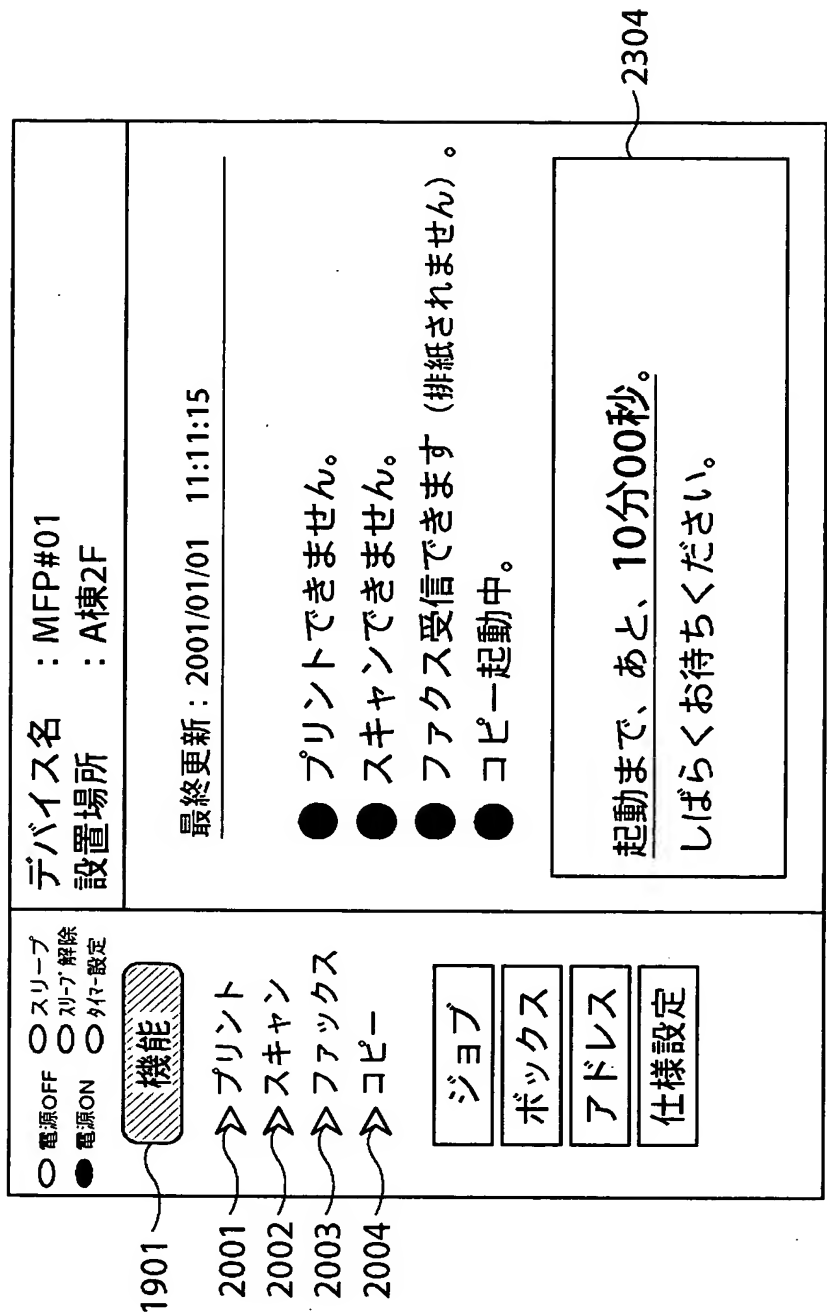 ○ 電源OFF ○ スリープ
● 電源ON ○ スリープ解除
○ タイマー設定
機能
＞プリント
＞スキャン
＞ファックス
＞コピー
ジョブ
ボックス
アドレス
仕様設定
デバイス名 : MFP#01
設置場所 : A棟2F
最終更新 : 2001/01/01 11:11:15
● プリントできません。
● スキャンできません。
● ファクス受信できます (排紙されません) 。
● コピー起動中。
起動まで、あと、10分00秒。
しばらくお待ちください。
1901
2001
2002
2003
2004
2304